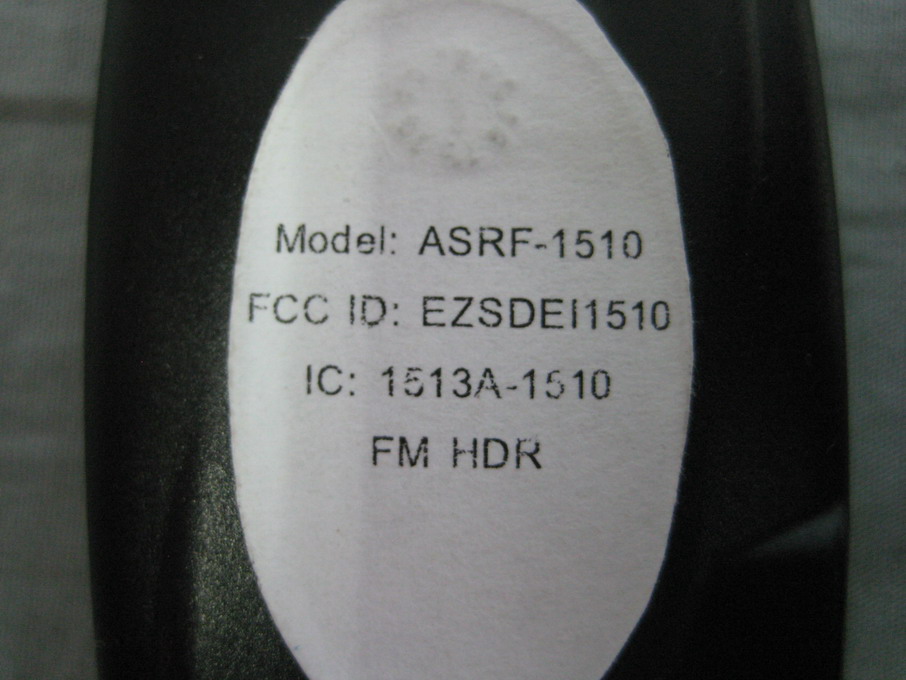 Model: ASRF-1510
FCC ID: EZSDEI1510
IC: 1513A-1510
FM HDR